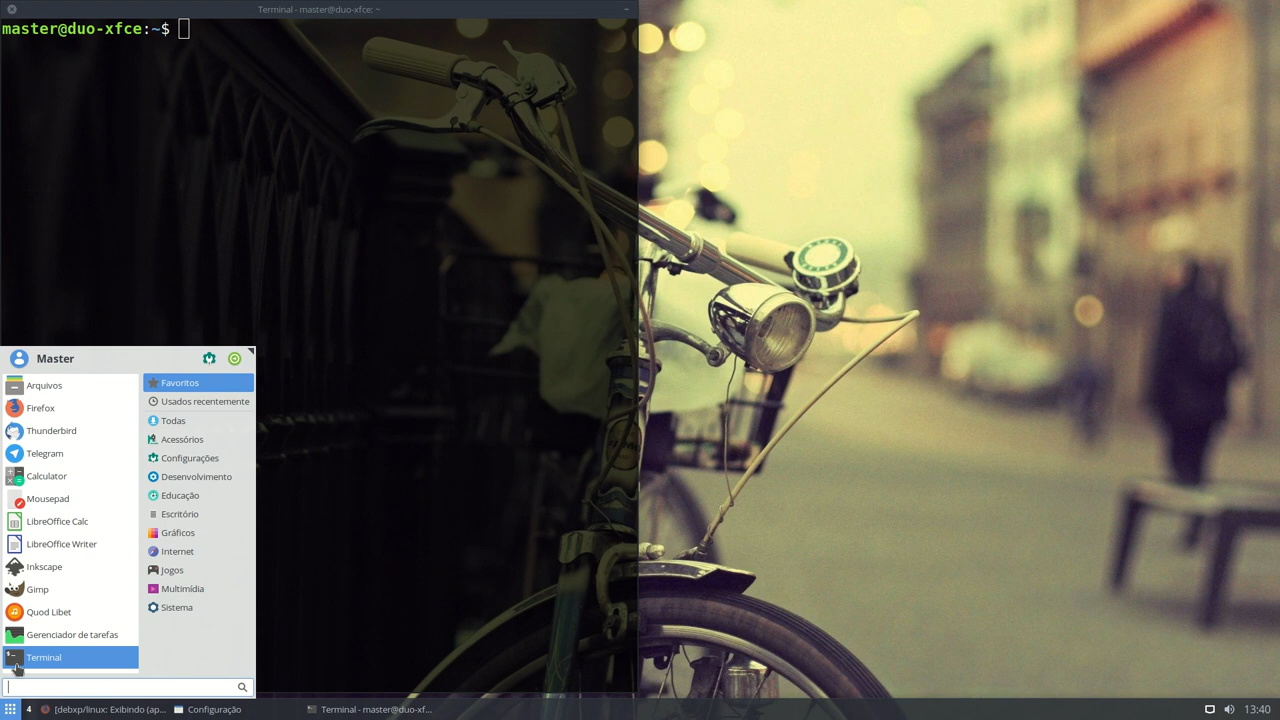 Terminal - master@duo-xfce: ~
master@duo-xfce:~$
Master
Arquivos
Firefox
Thunderbird
Telegram
Calculator
Mousepad
LibreOffice Calc
LibreOffice Writer
Inkscape
Gimp
Quod Libet
Gerenciador de tarefas
Terminal
Favoritos
Usados recentemente
Todas
Acessórios
Configurações
Desenvolvimento
Educação
Escritório
Gráficos
Internet
Jogos
Multimídia
Sistema
4
[debxp/linux: Exibindo (ap...
Configuração
Terminal - master@duo-xf...
13:40